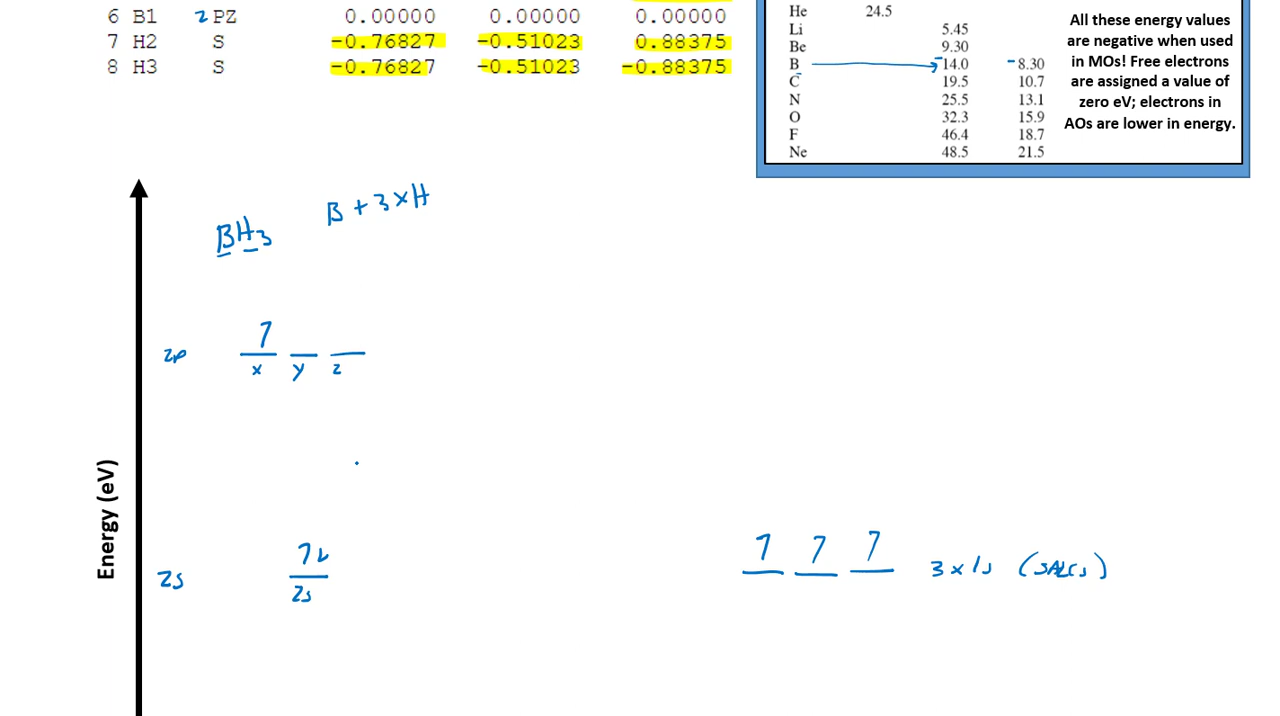 6 B1 2 PZ 0.00000 0.00000 0.00000
7 H2 S -0.76827 -0.51023 0.88375
8 H3 S -0.76827 -0.51023 -0.88375
He 24.5
Li 5.45
Be 9.30
B -14.0 -8.30
C 19.5 10.7
N 25.5 13.1
O 32.3 15.9
F 46.4 18.7
Ne 48.5 21.5
All these energy values
are negative when used
in MOs! Free electrons
are assigned a value of
zero eV; electrons in
AOs are lower in energy.
BH3 B + 3xH
2p
x y z
Energy (eV)
2s
2s
3 x 1s (SALCs)